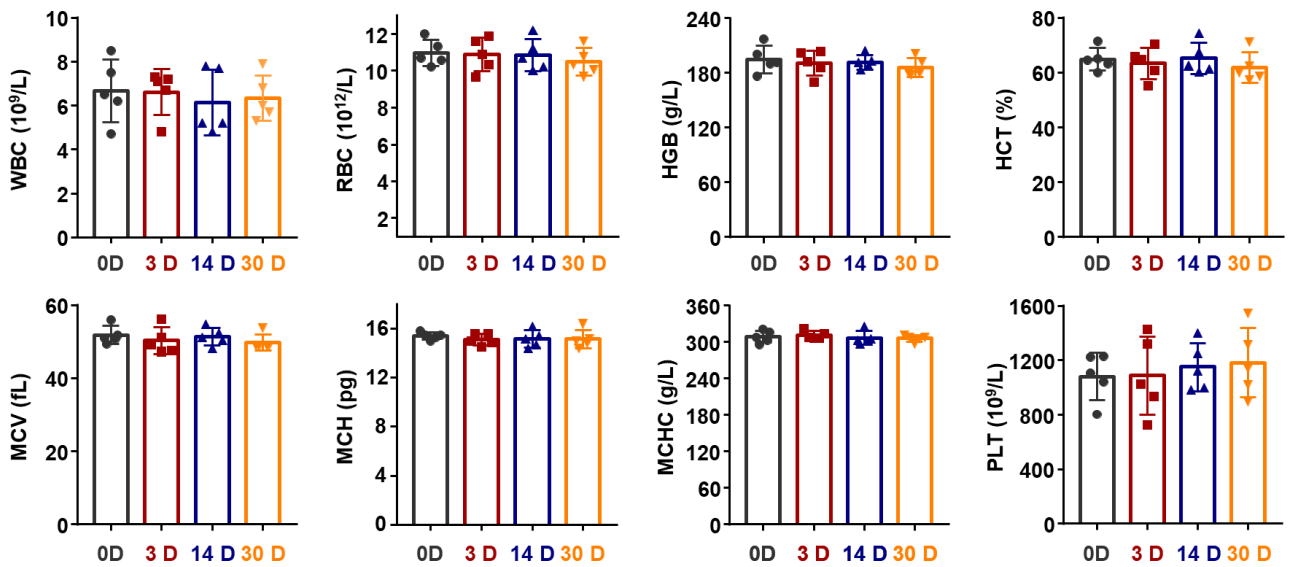 WBC (10⁹/L)
10
8
6
4
2
0
0D 3 D 14 D 30 D
RBC (10¹²/L)
12
10
8
6
4
2
0D 3 D 14 D 30 D
HGB (g/L)
240
180
120
60
0
0D 3 D 14 D 30 D
HCT (%)
80
60
40
20
0
0D 3 D 14 D 30 D
MCV (fL)
60
40
20
0
0D 3 D 14 D 30 D
MCH (pg)
16
12
8
4
0
0D 3 D 14 D 30 D
MCHC (g/L)
360
300
240
180
120
60
0
0D 3 D 14 D 30 D
PLT (10⁹/L)
1600
1200
800
400
0
0D 3 D 14 D 30 D